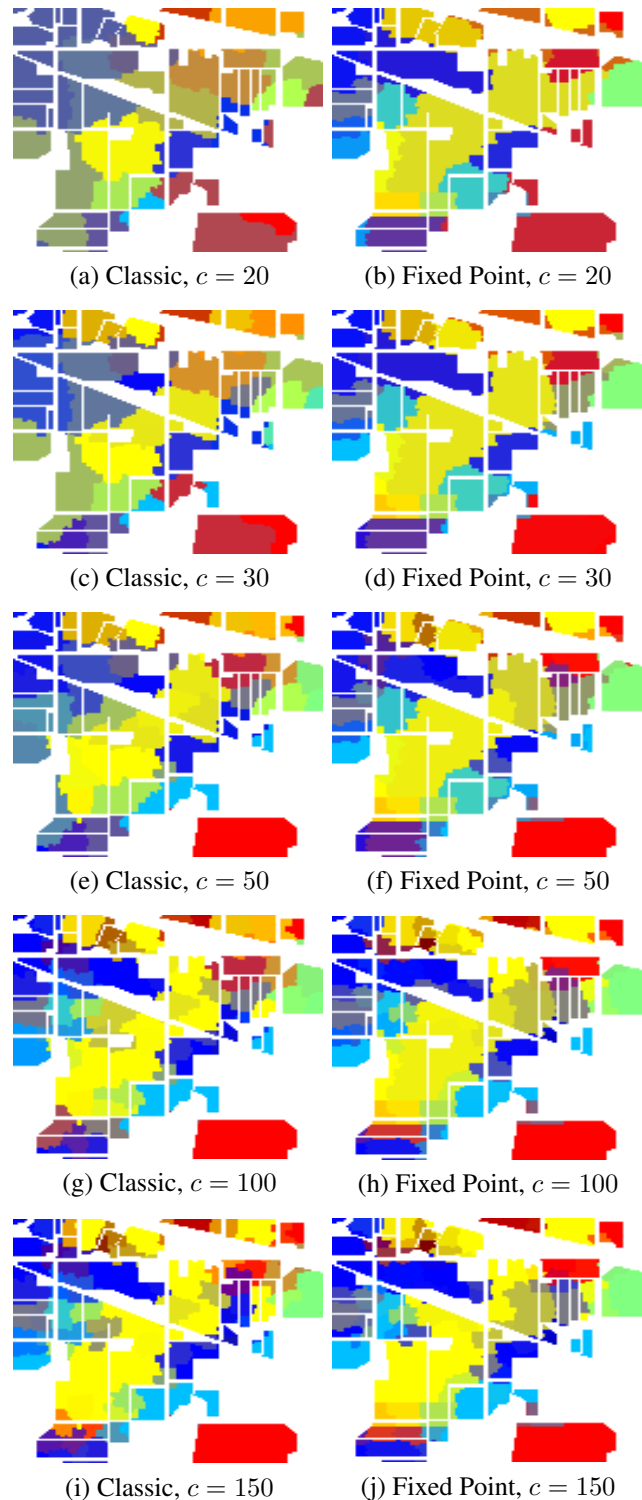 (a) Classic, c = 20 (b) Fixed Point, c = 20
(c) Classic, c = 30 (d) Fixed Point, c = 30
(e) Classic, c = 50 (f) Fixed Point, c = 50
(g) Classic, c = 100 (h) Fixed Point, c = 100
(i) Classic, c = 150 (j) Fixed Point, c = 150